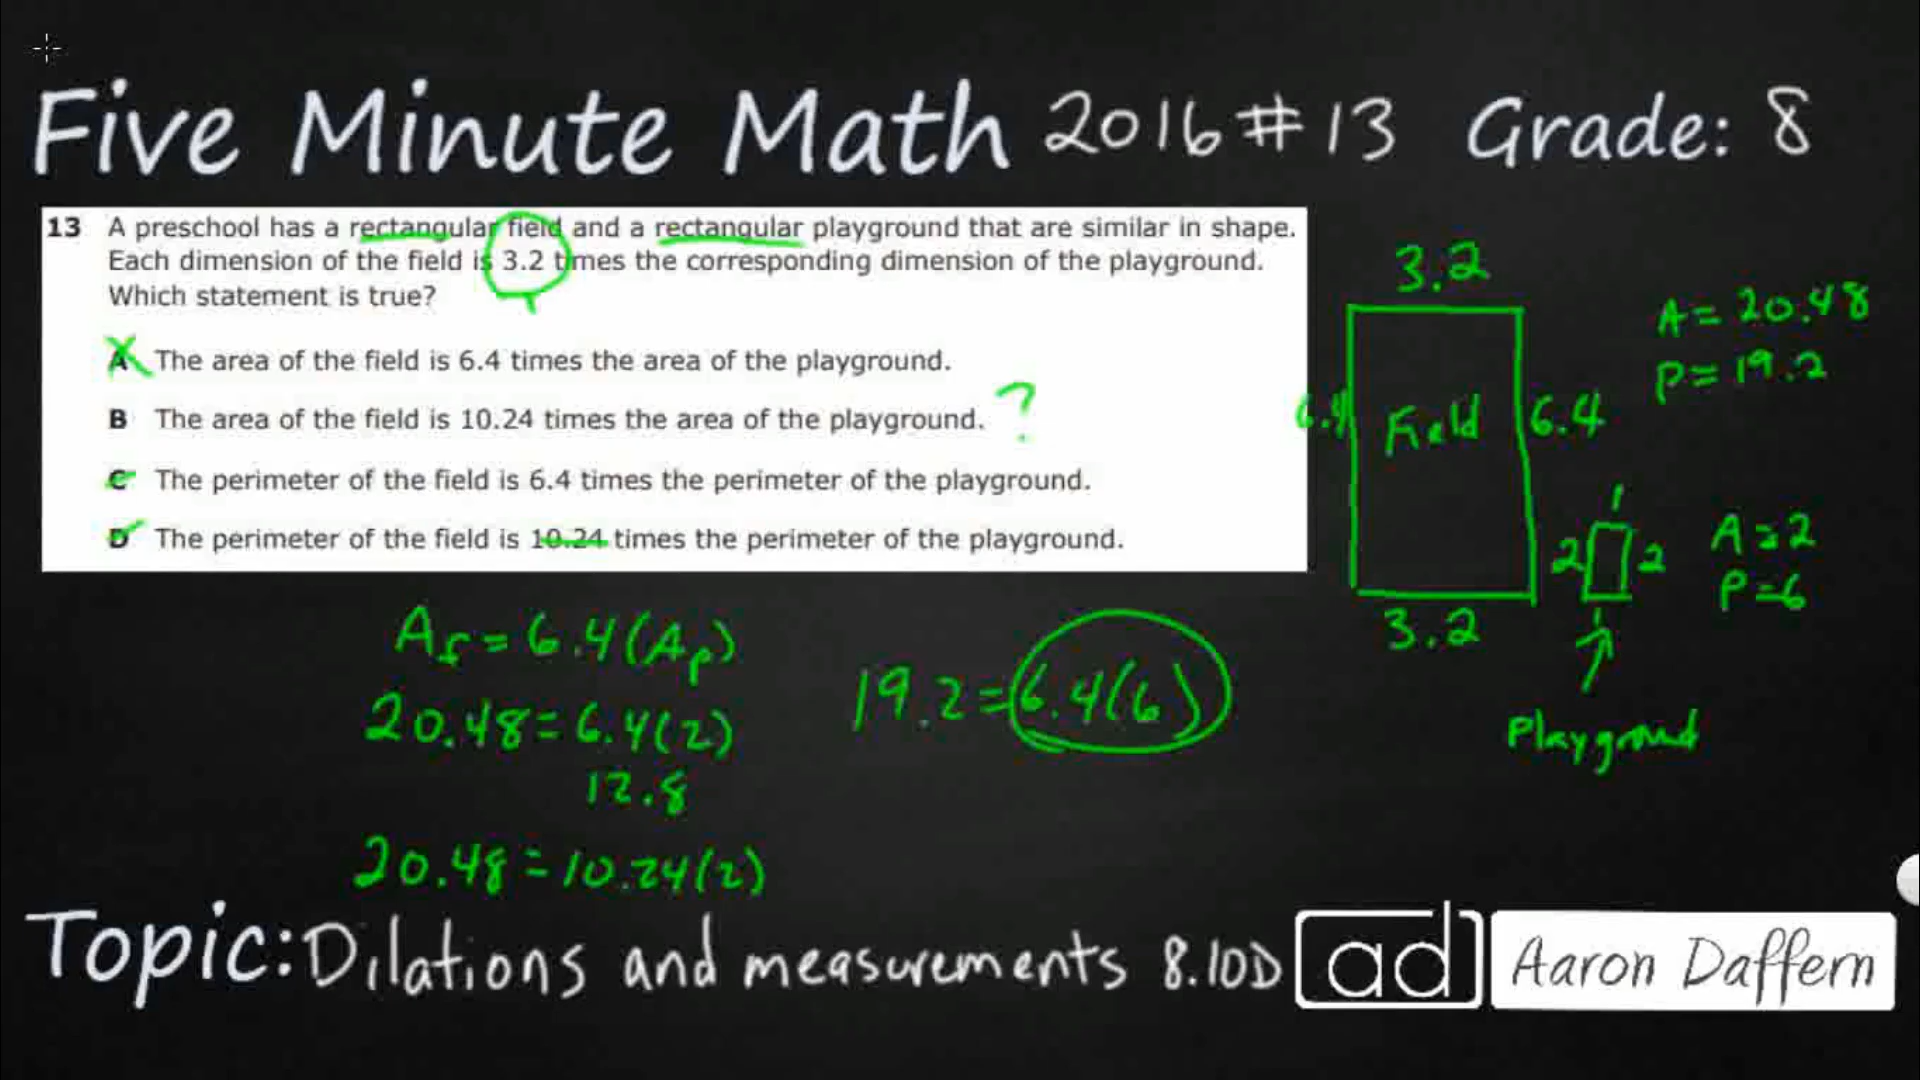 Five Minute Math 2016 #13 Grade: 8
13 A preschool has a rectangular field and a rectangular playground that are similar in shape.
Each dimension of the field is 3.2 times the corresponding dimension of the playground.
Which statement is true?
A The area of the field is 6.4 times the area of the playground.
B The area of the field is 10.24 times the area of the playground. ?
C The perimeter of the field is 6.4 times the perimeter of the playground.
D The perimeter of the field is 10.24 times the perimeter of the playground.
3.2
6.4 Field 6.4
3.2
A = 20.48
P = 19.2
1
2 2
1
A = 2
P = 6
Playground
Af = 6.4(Ap)
20.48 = 6.4(2)
12.8
20.48 = 10.24(2)
19.2 = 6.4(6)
Topic: Dilations and measurements 8.10D
ad Aaron Daffern